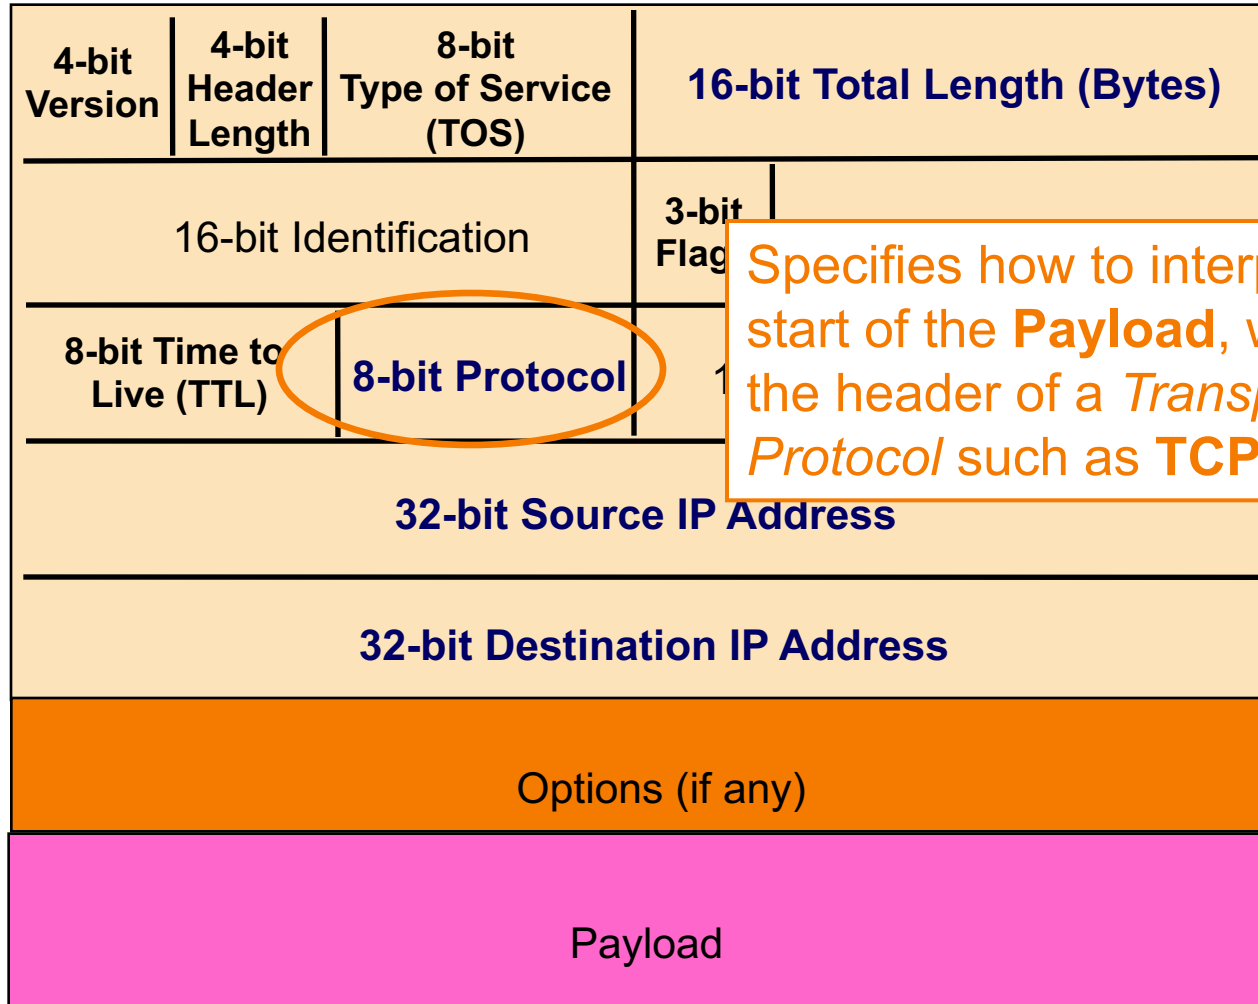 4-bit
Version
4-bit
Header
Length
8-bit
Type of Service
(TOS)
16-bit Total Length (Bytes)
16-bit Identification
3-bit
Specifies how to
start of the Payload,
the header of a
Protocol such as TCP
8-bit Time to
Live (TTL)
8-bit Protocol
32-bit Source IP Address
32-bit Destination IP Address
Options (if any)
Payload